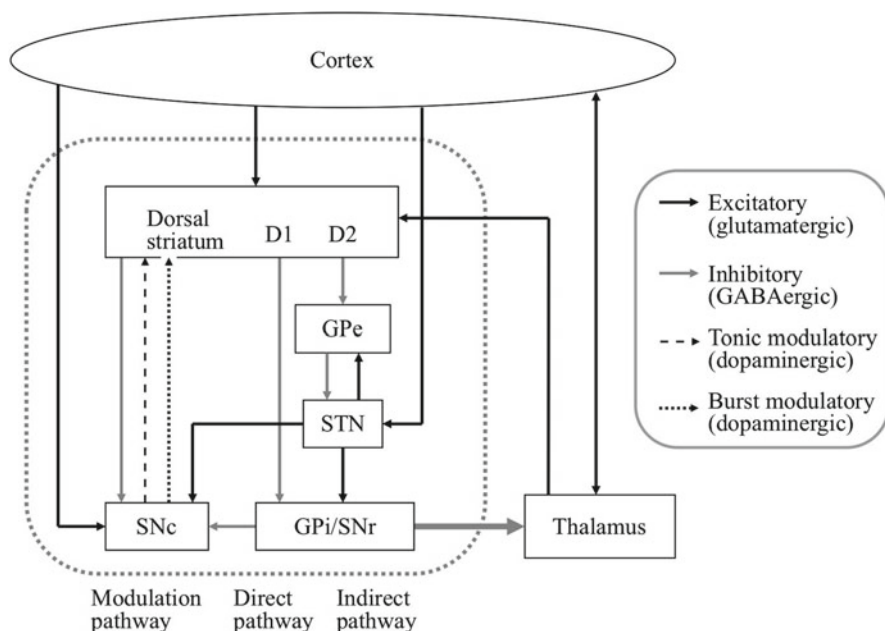 Cortex
Dorsal
striatum
D1
D2
GPe
STN
SNc
GPi/SNr
Thalamus
Modulation
pathway
Direct
pathway
Indirect
pathway
Excitatory
(glutamatergic)
Inhibitory
(GABAergic)
Tonic modulatory
(dopaminergic)
Burst modulatory
(dopaminergic)